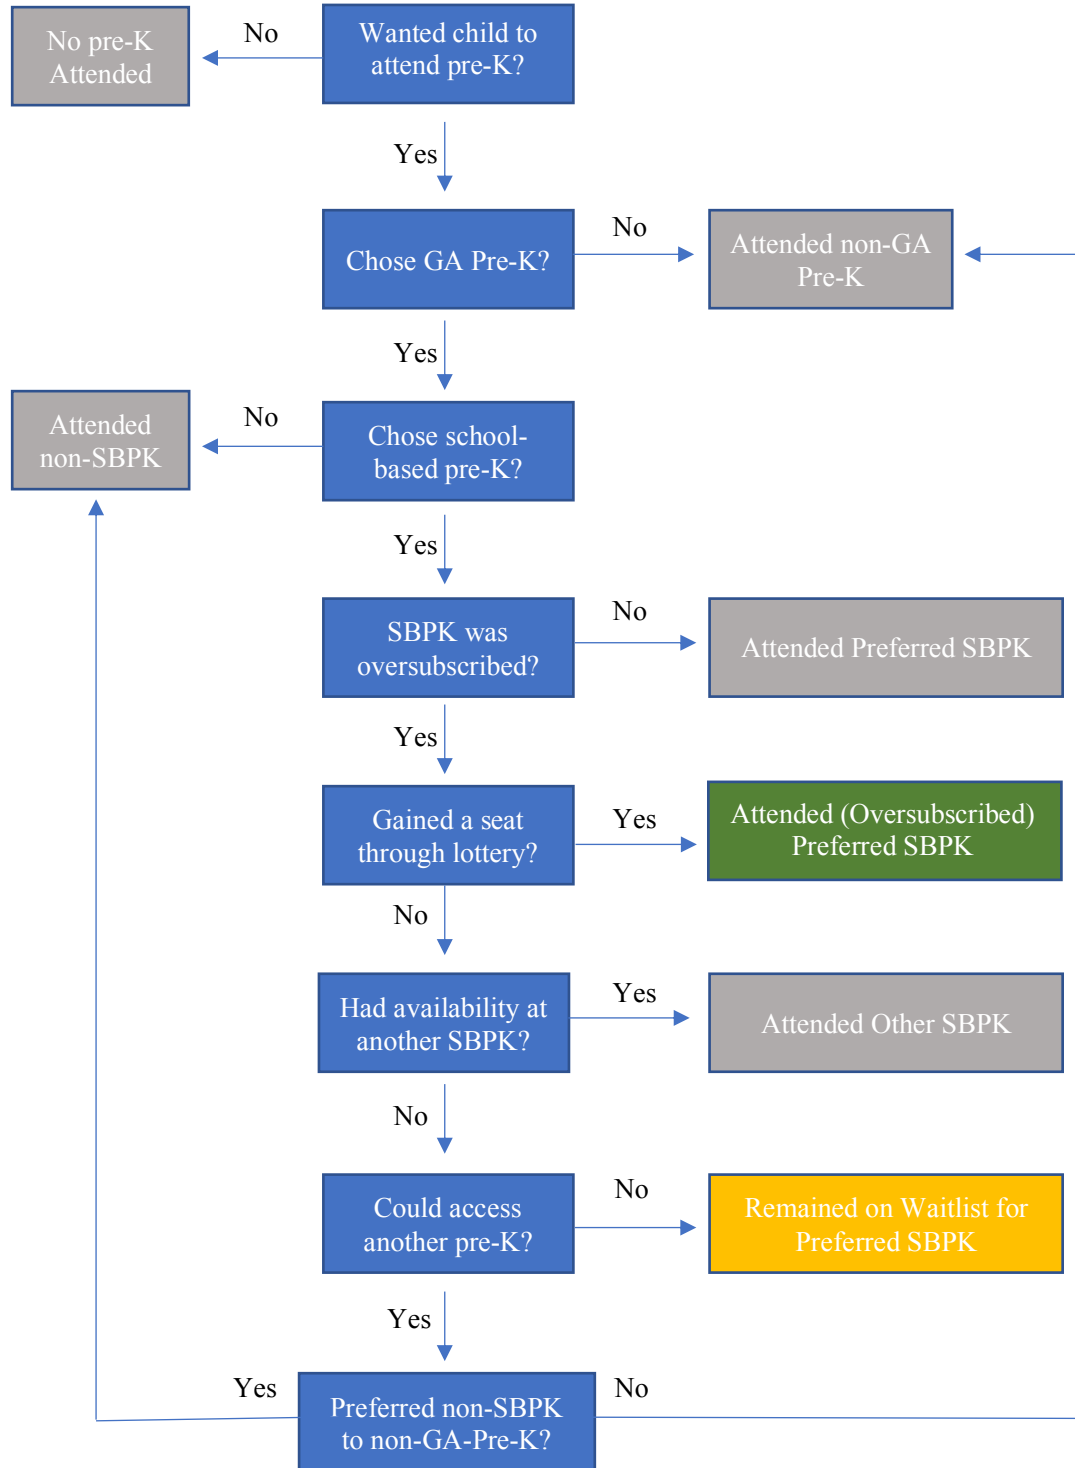 No pre-K
Attended
No
Wanted child to
attend pre-K?
Yes
Chose GA Pre-K?
No
Attended non-GA
Pre-K
Yes
Attended
non-SBPK
No
Chose school-
based pre-K?
Yes
SBPK was
oversubscribed?
No
Attended Preferred SBPK
Yes
Gained a seat
through lottery?
Yes
Attended (Oversubscribed)
Preferred SBPK
No
Had availability at
another SBPK?
Yes
Attended Other SBPK
No
Could access
another pre-K?
No
Remained on Waitlist for
Preferred SBPK
Yes
Yes
Preferred non-SBPK
to non-GA-Pre-K?
No